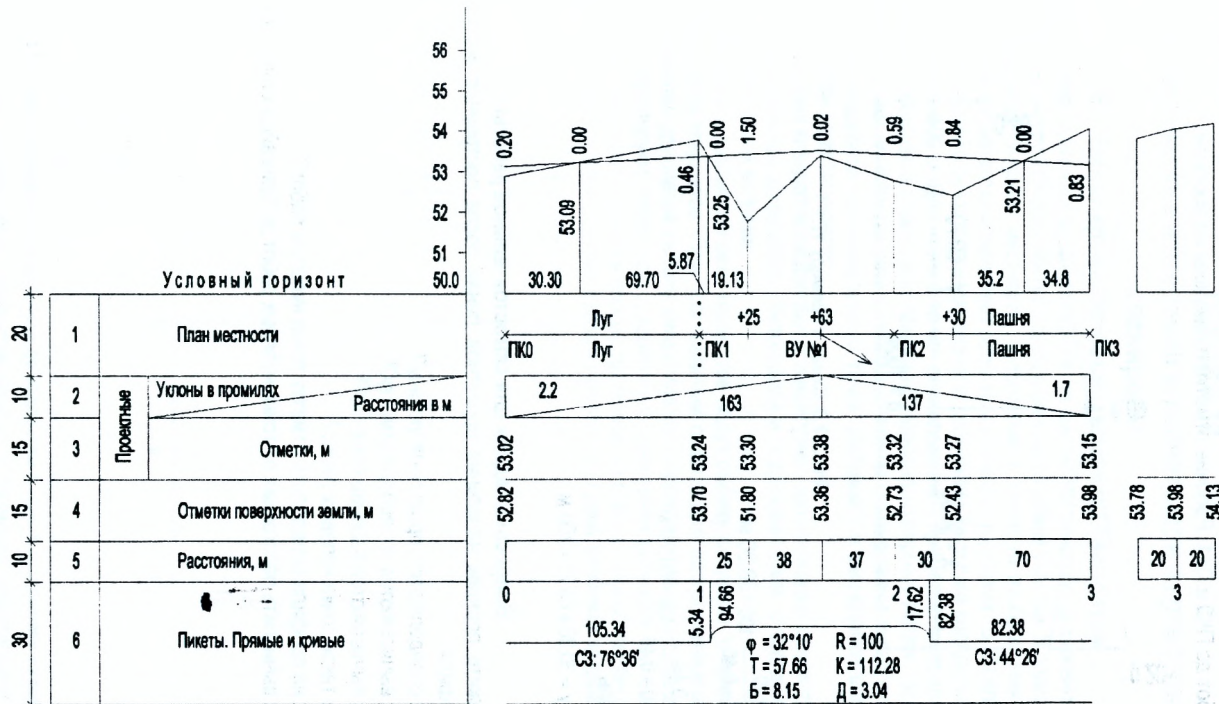 56
55
54
53
52
51
Условный горизонт 50.0
0.20 0.00 0.00 1.50 0.02 0.59 0.84 0.00
53.09 0.46 53.25 53.21 0.83
5.87
30.30 69.70 19.13 35.2 34.8
20 1 План местности
Луг +25 +63 +30 Пашня
ПК0 Луг ПК1 ВУ №1 ПК2 Пашня ПК3
Проектные
10 2 Уклоны в промилях Расстояния в м
2.2 163 137 1.7
15 3 Отметки, м
53.02 53.24 53.30 53.38 53.32 53.27 53.15
15 4 Отметки поверхности земли, м
52.82 53.70 51.80 53.36 52.73 52.43 53.98 53.78 53.98 54.13
10 5 Расстояния, м
25 38 37 30 70 20 20
30 6 Пикеты. Прямые и кривые
0 1 2 3 3
5.34 94.66 17.62 82.38
105.34 82.38
СЗ: 76°36' СЗ: 44°26'
φ = 32°10' R = 100
Т = 57.66 К = 112.28
Б = 8.15 Д = 3.04